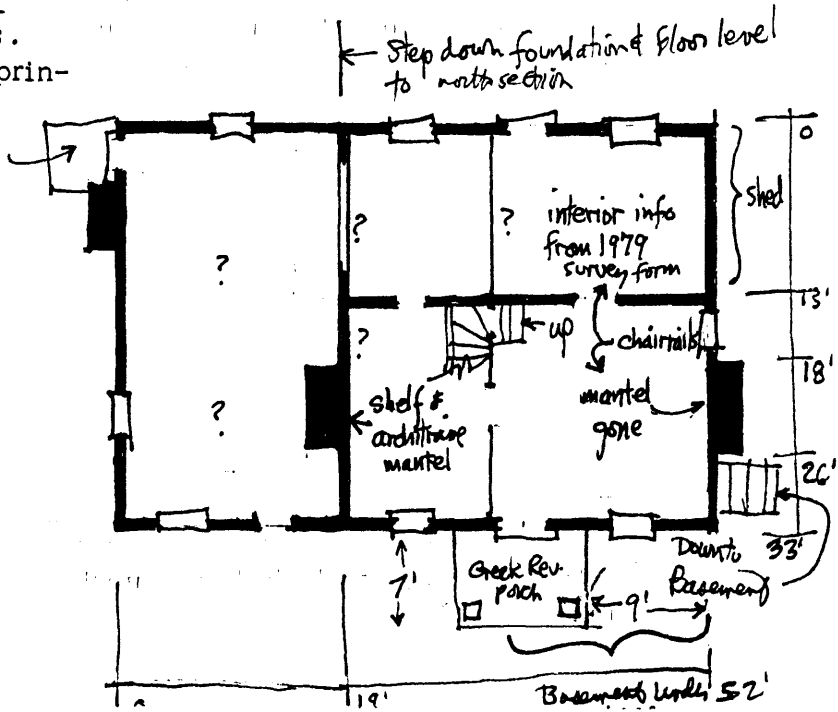 prin-
Step down foundation & floor level
to north section
0
shed
?
?
?
interior info
from 1979
survey form
13'
?
up
chairrails
18'
?
shelf &
architrave
mantel
mantel
gone
26'
33'
Down to
Basement
7'
Greek Rev.
porch
9'
19'
Basement under
52'